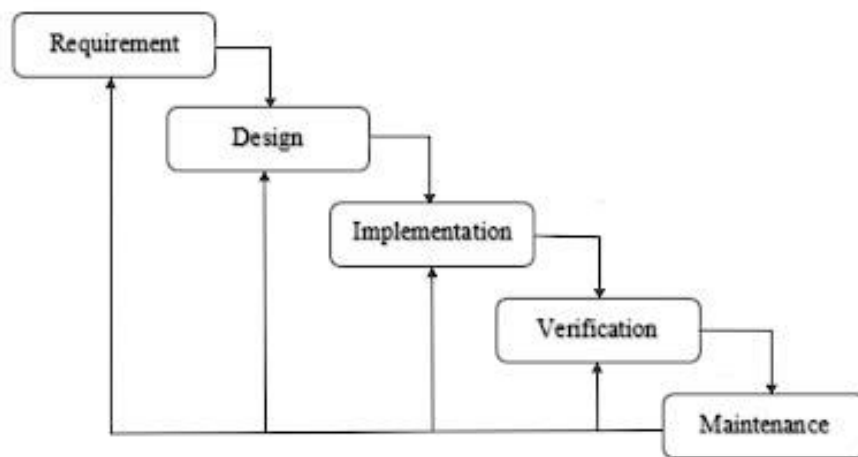 Requirement
Design
Implementation
Verification
Maintenance